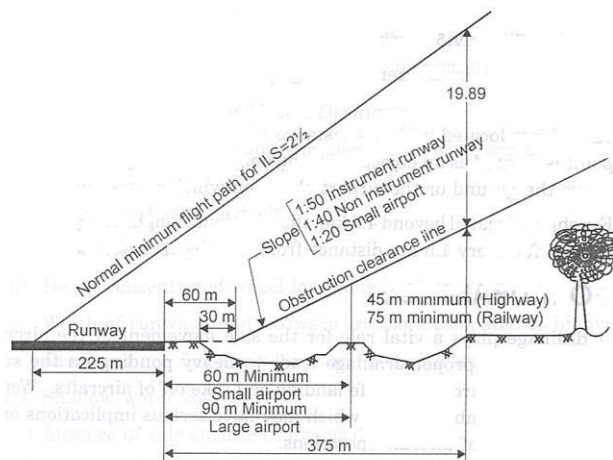 19.89
Normal minimum flight path for ILS=2½
Slope
1:50 Instrument runway
1:40 Non instrument runway
1:20 Small airport
Obstruction clearance line
60 m
30 m
45 m minimum (Highway)
75 m minimum (Railway)
Runway
225 m
60 m Minimum
Small airport
90 m Minimum
Large airport
375 m